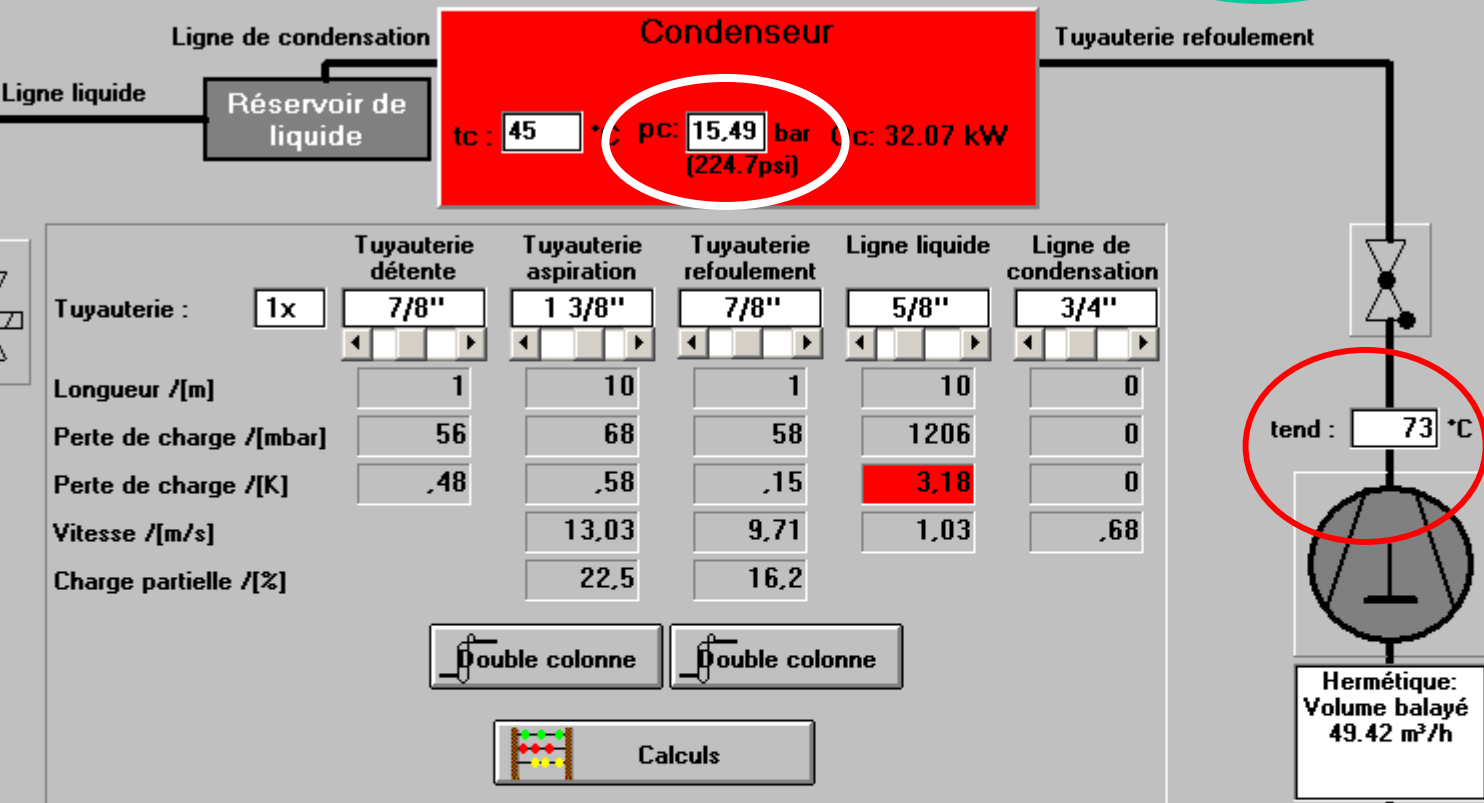 Condenseur
Ligne de condensation
Tuyauterie refoulement
Ligne liquide
Réservoir de
liquide
tc : 45 °C pc: 15,49 bar Qc: 32.07 kW
(224.7psi)
Tuyauterie détente Tuyauterie aspiration Tuyauterie refoulement Ligne liquide Ligne de condensation
Tuyauterie : 1x 7/8'' 1 3/8'' 7/8'' 5/8'' 3/4''
Longueur /[m] 1 10 1 10 0
Perte de charge /[mbar] 56 68 58 1206 0
Perte de charge /[K] ,48 ,58 ,15 3,18 0
Vitesse /[m/s] 13,03 9,71 1,03 ,68
Charge partielle /[%] 22,5 16,2
tend : 73 °C
Double colonne Double colonne
Calculs
Hermétique:
Volume balayé
49.42 m³/h